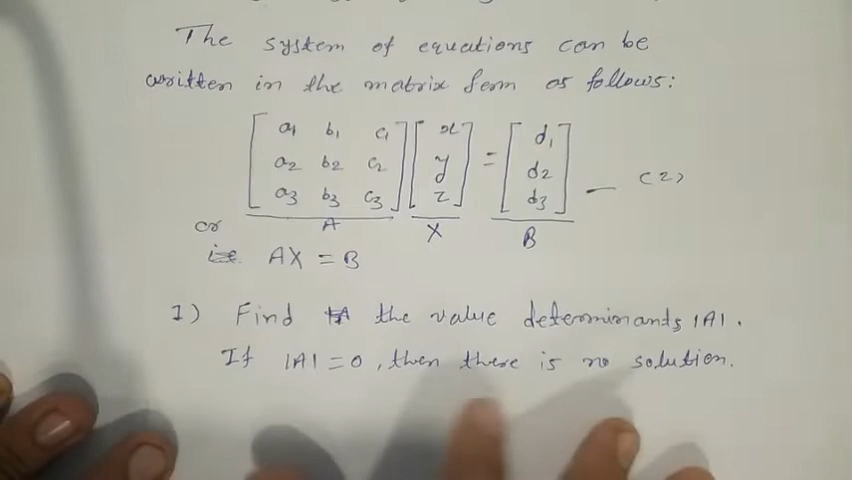 The system of equations can be
written in the matrix form as follows:
[a1 b1 c1
a2 b2 c2
a3 b3 c3] [x
y
z] = [d1
d2
d3] — (2)
A X B
or
i.e. AX = B
1) Find the value determinants |A|.
If |A| = 0, then there is no solution.